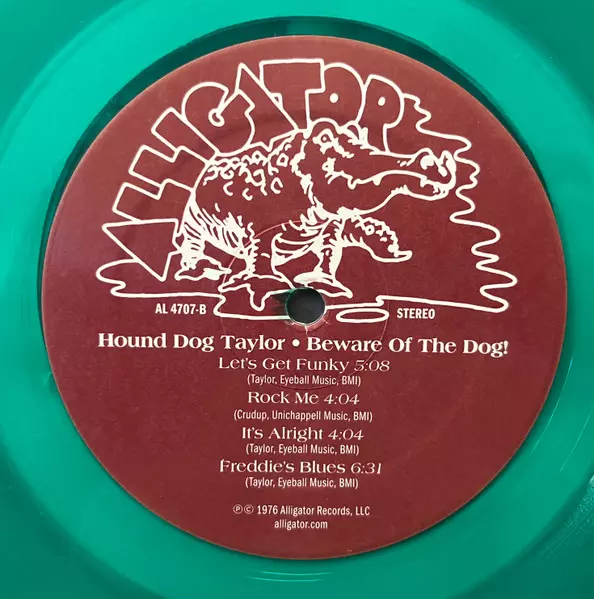 ALLIGATOR
AL 4707-B
STEREO
Hound Dog Taylor • Beware Of The Dog!
Let's Get Funky 5:08
(Taylor, Eyeball Music, BMI)
Rock Me 4:04
(Crudup, Unichappell Music, BMI)
It's Alright 4:04
(Taylor, Eyeball Music, BMI)
Freddie's Blues 6:31
(Taylor, Eyeball Music, BMI)
℗ © 1976 Alligator Records, LLC
alligator.com